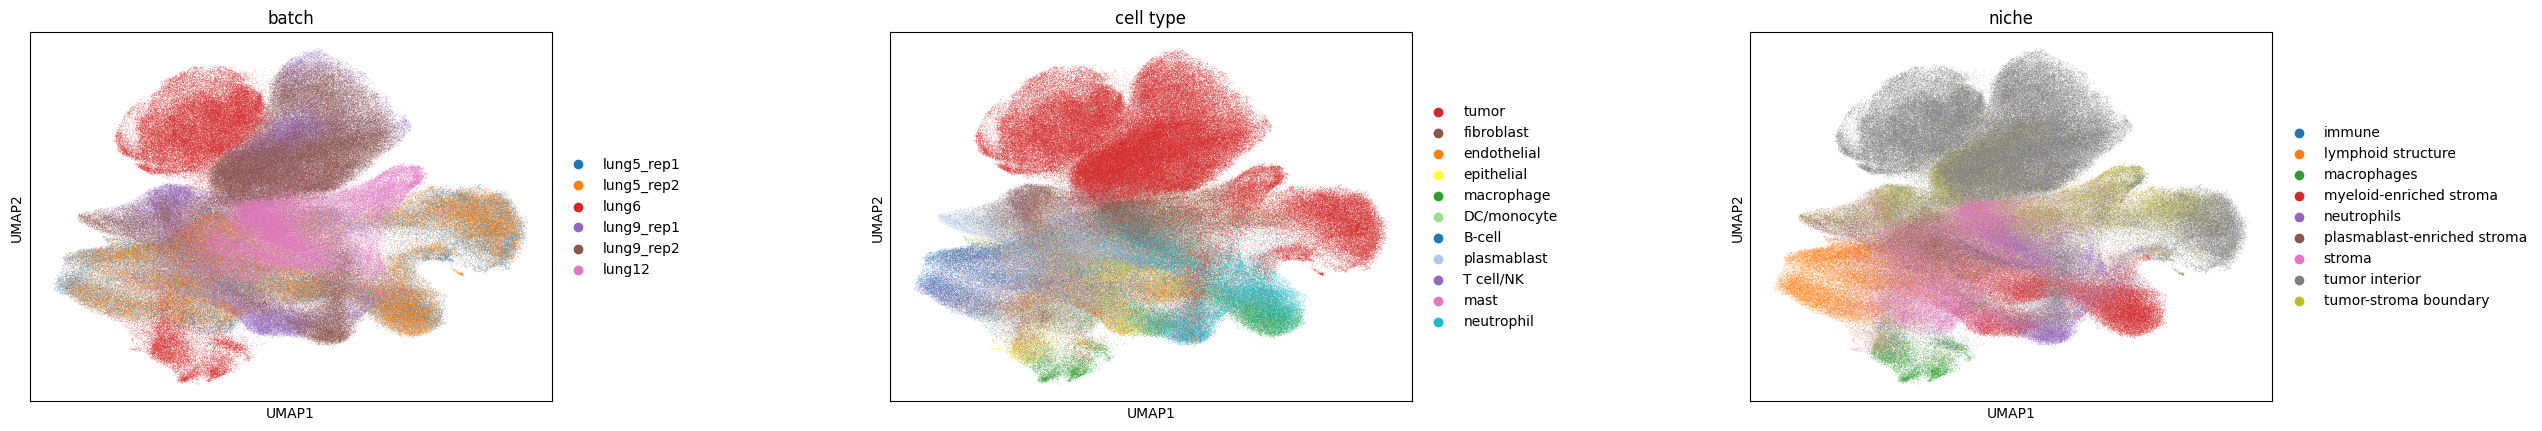 batch
UMAP2
UMAP1
lung5_rep1
lung5_rep2
lung6
lung9_rep1
lung9_rep2
lung12
cell type
UMAP2
UMAP1
tumor
fibroblast
endothelial
epithelial
macrophage
DC/monocyte
B-cell
plasmablast
T cell/NK
mast
neutrophil
niche
UMAP2
UMAP1
immune
lymphoid structure
macrophages
myeloid-enriched stroma
neutrophils
plasmablast-enriched stroma
stroma
tumor interior
tumor-stroma boundary